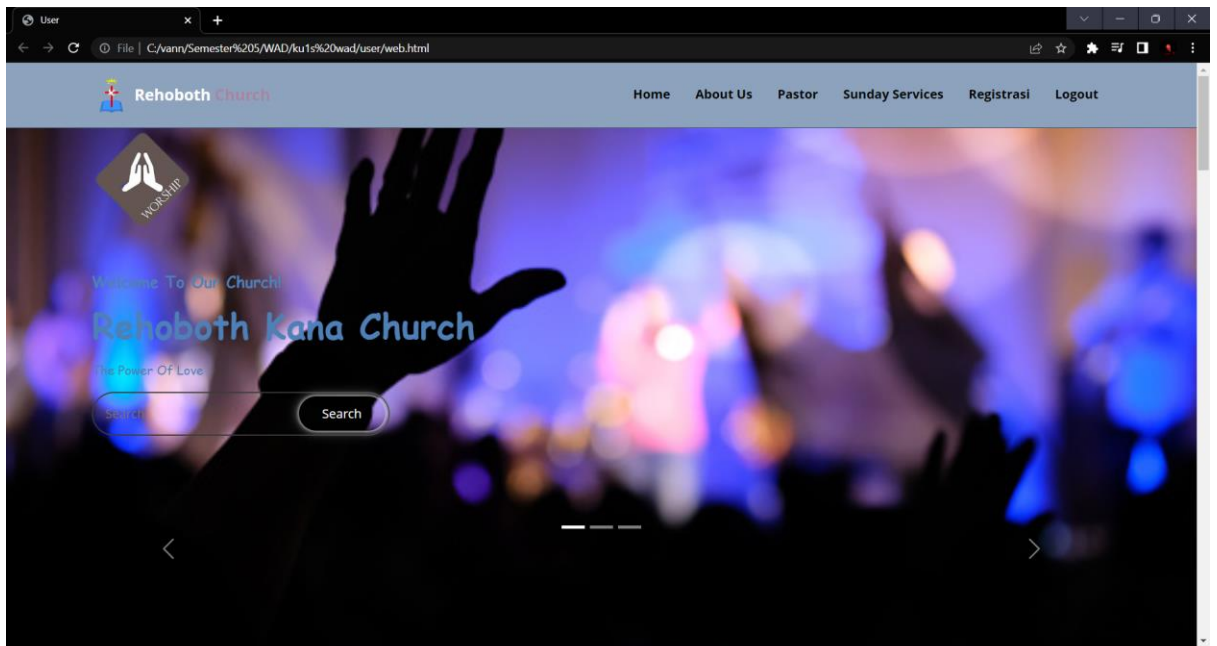 User
File | C:/vann/Semester%205/WAD/ku1s%20wad/user/web.html
Rehoboth Church
Home About Us Pastor Sunday Services Registrasi Logout
WORSHIP
Welcome To Our Church!
Rehoboth Kana Church
The Power Of Love
Search
Search